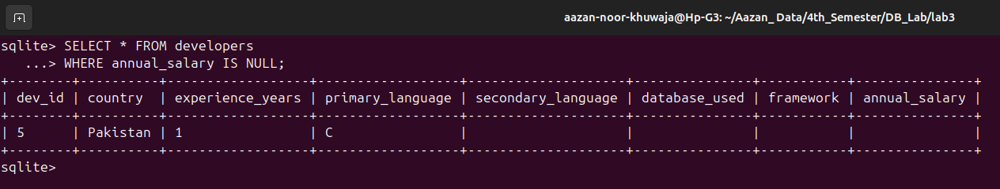 aazan-noor-khuwaja@Hp-G3: ~/Aazan_ Data/4th_Semester/DB_Lab/lab3
sqlite> SELECT * FROM developers
   ...> WHERE annual_salary IS NULL;
+--------+----------+------------------+------------------+--------------------+---------------+-----------+---------------+
| dev_id | country  | experience_years | primary_language | secondary_language | database_used | framework | annual_salary |
+--------+----------+------------------+------------------+--------------------+---------------+-----------+---------------+
| 5      | Pakistan | 1                | C                |                    |               |           |               |
+--------+----------+------------------+------------------+--------------------+---------------+-----------+---------------+
sqlite>